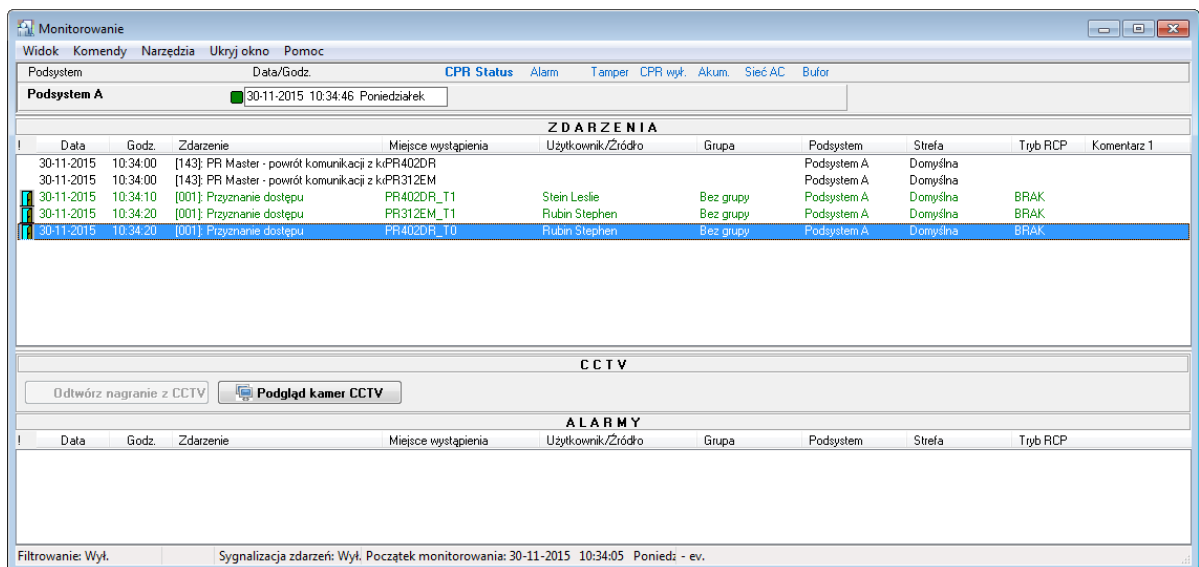 Monitorowanie
Widok Komendy Narzędzia Ukryj okno Pomoc
Podsystem Data/Godz. CPR Status Alarm Tamper CPR wył. Akum. Sieć AC Bufor
Podsystem A 30-11-2015 10:34:46 Poniedziałek
ZDARZENIA
! Data Godz. Zdarzenie Miejsce wystąpienia Użytkownik/Źródło Grupa Podsystem Strefa Tryb RCP Komentarz 1
30-11-2015 10:34:00 [143]: PR Master - powrót komunikacji z ko PR402DR Podsystem A Domyślna
30-11-2015 10:34:00 [143]: PR Master - powrót komunikacji z ko PR312EM Podsystem A Domyślna
30-11-2015 10:34:10 [001]: Przyznanie dostępu PR402DR_T1 Stein Leslie Bez grupy Podsystem A Domyślna BRAK
30-11-2015 10:34:20 [001]: Przyznanie dostępu PR312EM_T1 Rubin Stephen Bez grupy Podsystem A Domyślna BRAK
30-11-2015 10:34:20 [001]: Przyznanie dostępu PR402DR_T0 Rubin Stephen Bez grupy Podsystem A Domyślna BRAK
CCTV
Odtwórz nagranie z CCTV Podgląd kamer CCTV
ALARMY
! Data Godz. Zdarzenie Miejsce wystąpienia Użytkownik/Źródło Grupa Podsystem Strefa Tryb RCP
Filtrowanie: Wył. Sygnalizacja zdarzeń: Wył. Początek monitorowania: 30-11-2015 10:34:05 Poniedz - ev.